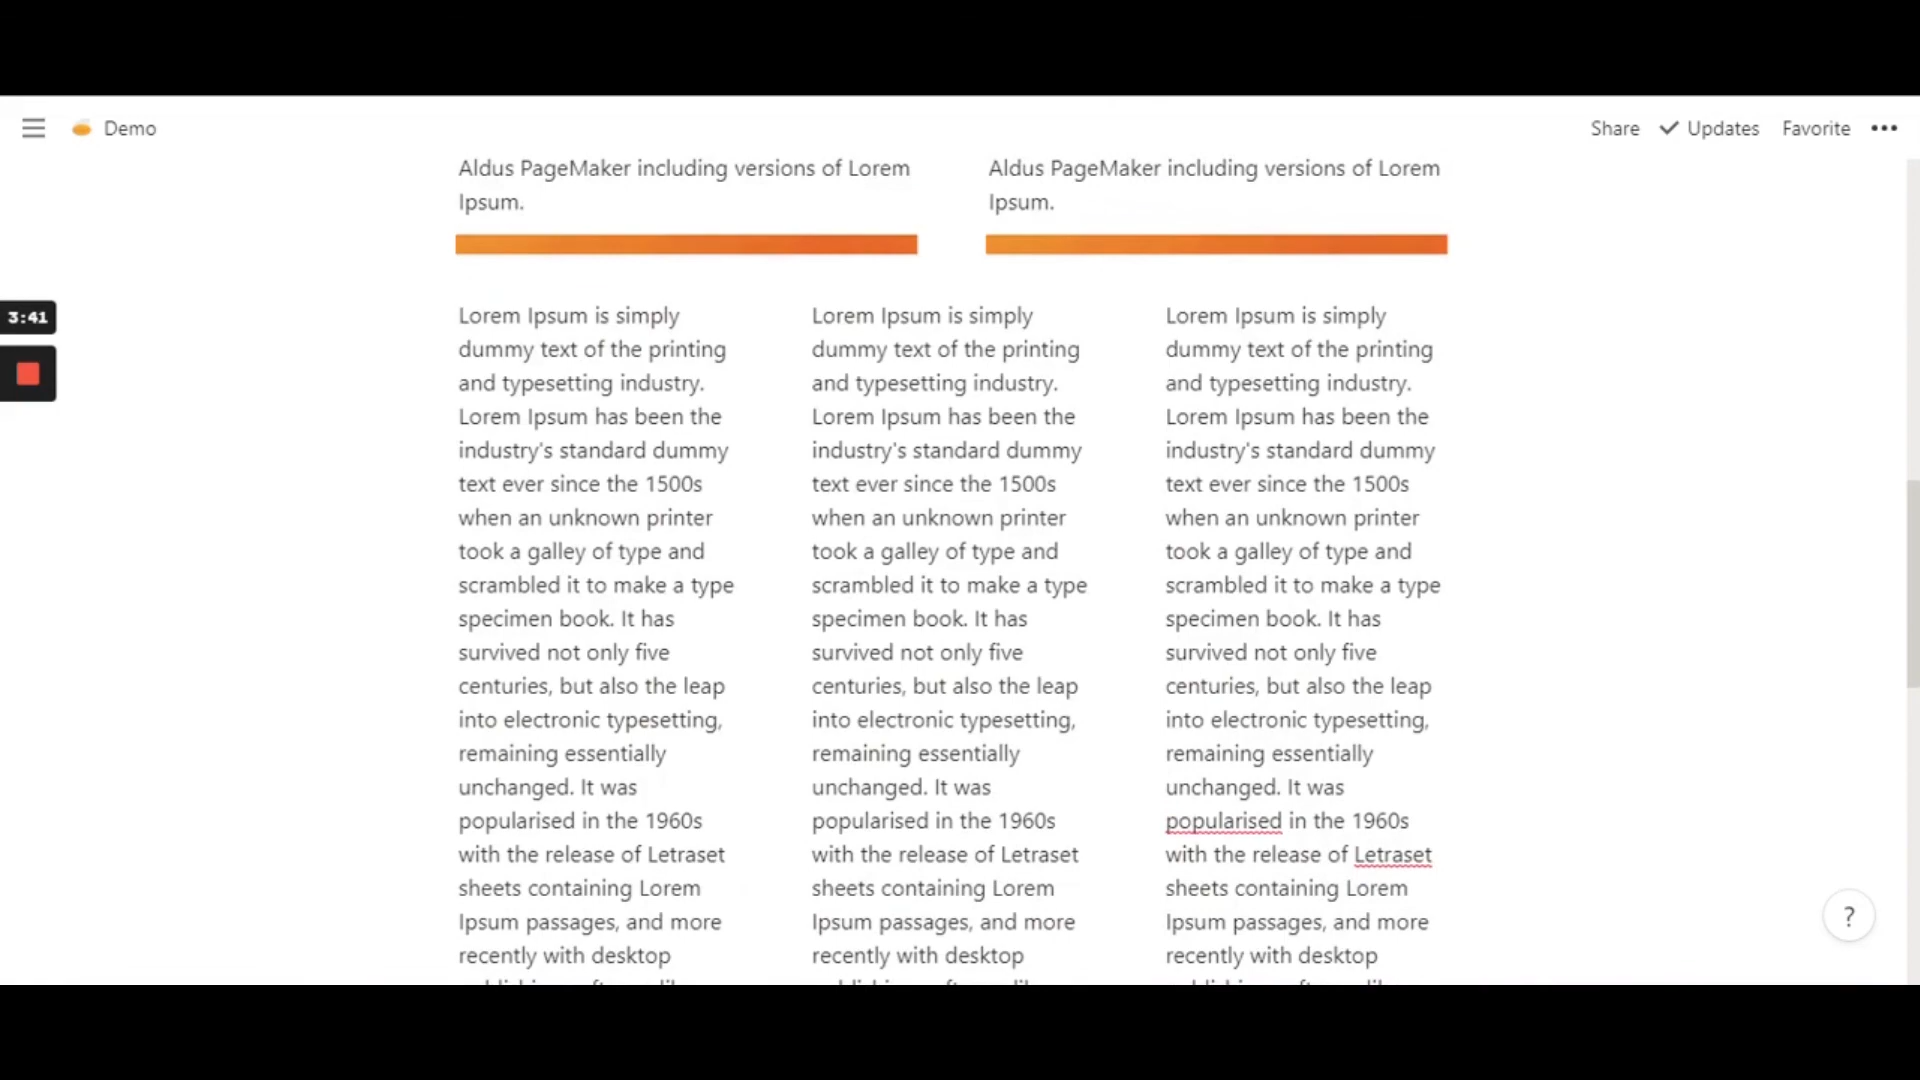 Demo
Share
Updates
Favorite
Aldus PageMaker including versions of Lorem
Ipsum.
Aldus PageMaker including versions of Lorem
Ipsum.
3:41
Lorem Ipsum is simply
dummy text of the printing
and typesetting industry.
Lorem Ipsum has been the
industry's standard dummy
text ever since the 1500s
when an unknown printer
took a galley of type and
scrambled it to make a type
specimen book. It has
survived not only five
centuries, but also the leap
into electronic typesetting,
remaining essentially
unchanged. It was
popularised in the 1960s
with the release of Letraset
sheets containing Lorem
Ipsum passages, and more
recently with desktop
Lorem Ipsum is simply
dummy text of the printing
and typesetting industry.
Lorem Ipsum has been the
industry's standard dummy
text ever since the 1500s
when an unknown printer
took a galley of type and
scrambled it to make a type
specimen book. It has
survived not only five
centuries, but also the leap
into electronic typesetting,
remaining essentially
unchanged. It was
popularised in the 1960s
with the release of Letraset
sheets containing Lorem
Ipsum passages, and more
recently with desktop
Lorem Ipsum is simply
dummy text of the printing
and typesetting industry.
Lorem Ipsum has been the
industry's standard dummy
text ever since the 1500s
when an unknown printer
took a galley of type and
scrambled it to make a type
specimen book. It has
survived not only five
centuries, but also the leap
into electronic typesetting,
remaining essentially
unchanged. It was
popularised in the 1960s
with the release of Letraset
sheets containing Lorem
Ipsum passages, and more
recently with desktop
?